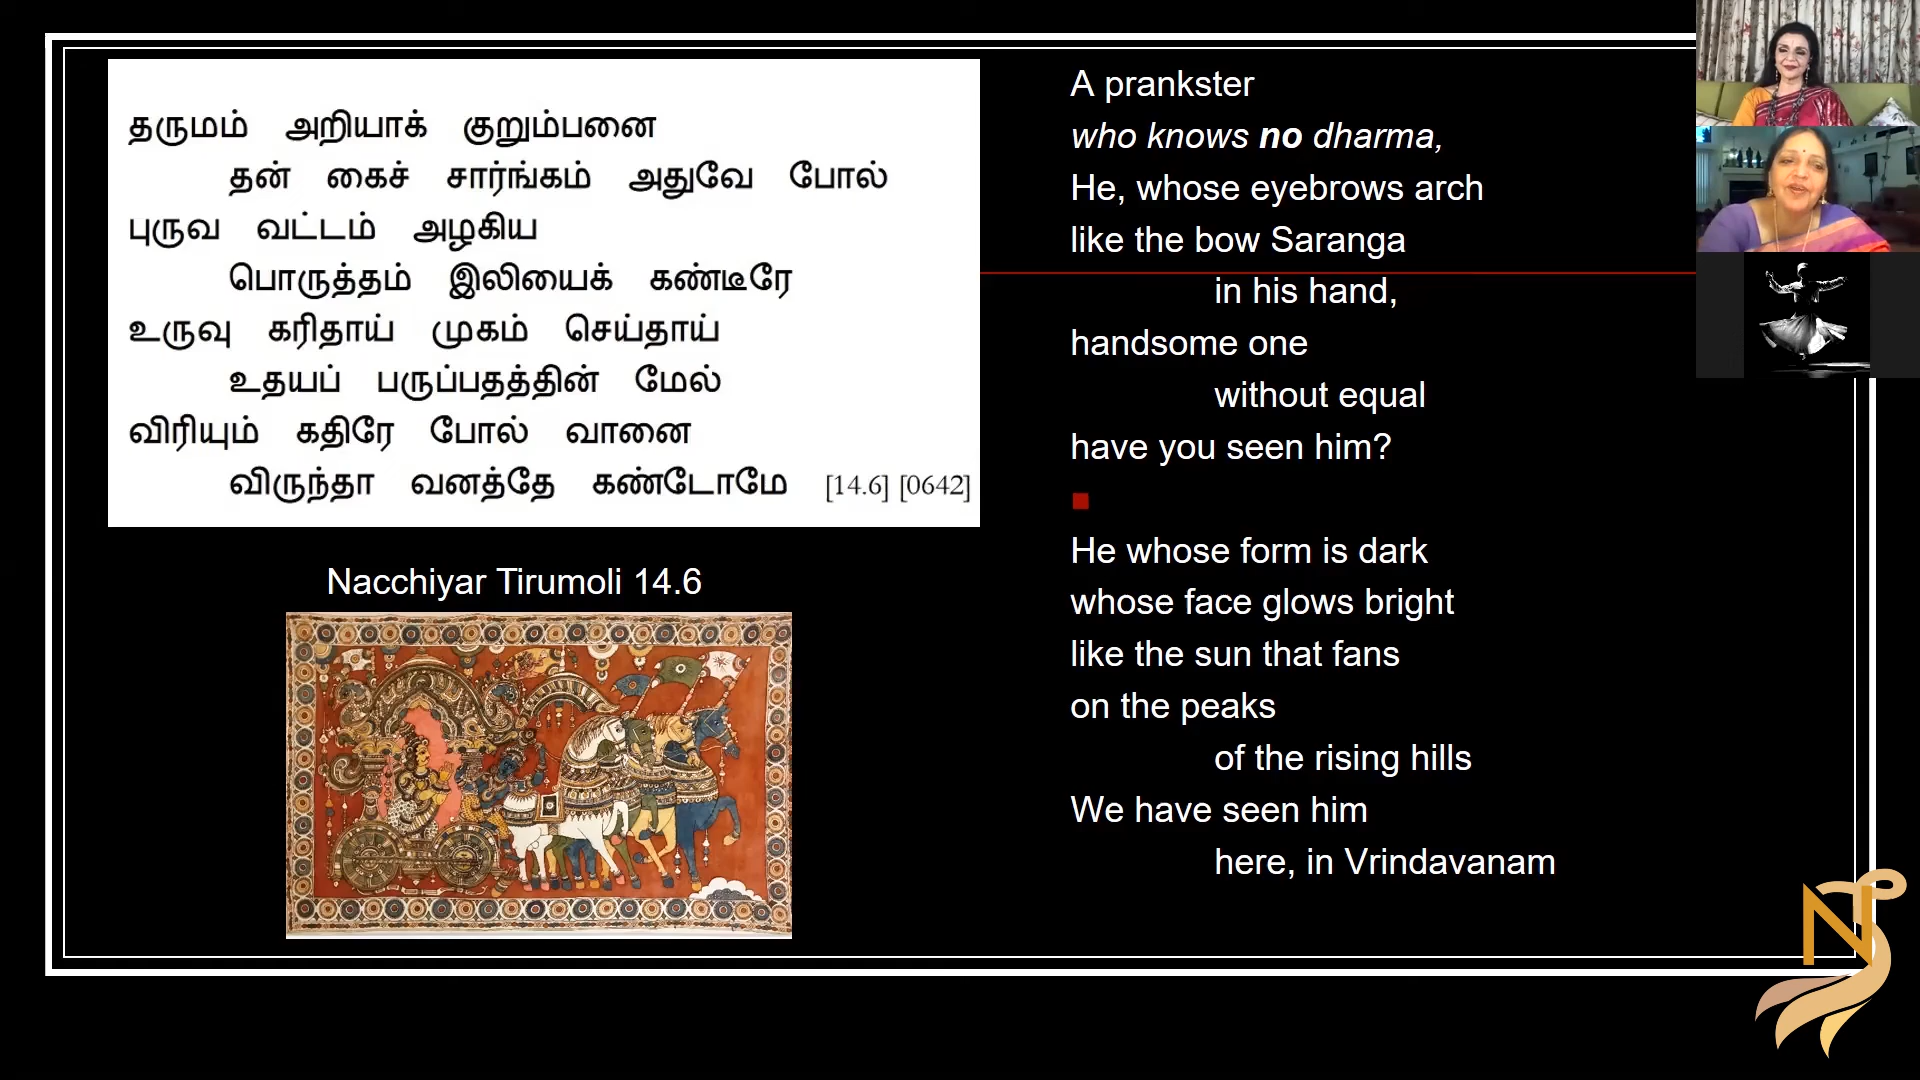 தருமம் அறியாக் குறும்பனை
தன் கைச் சார்ங்கம் அதுவே போல்
புருவ வட்டம் அழகிய
பொருத்தம் இலியைக் கண்டீரே
உருவு கரிதாய் முகம் செய்தாய்
உதயப் பருப்பதத்தின் மேல்
விரியும் கதிரே போல் வானை
விருந்தா வனத்தே கண்டோமே [14.6] [0642]
Nacchiyar Tirumoli 14.6
A prankster
who knows no dharma,
He, whose eyebrows arch
like the bow Saranga
in his hand,
handsome one
without equal
have you seen him?
He whose form is dark
whose face glows bright
like the sun that fans
on the peaks
of the rising hills
We have seen him
here, in Vrindavanam
N